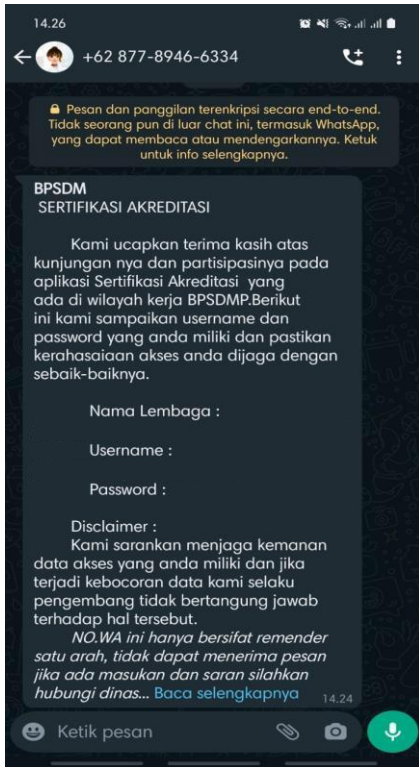 14.26
+62 877-8946-6334
Pesan dan panggilan terenkripsi secara end-to-end.
Tidak seorang pun di luar chat ini, termasuk WhatsApp,
yang dapat membaca atau mendengarkannya. Ketuk
untuk info selengkapnya.
BPSDM
SERTIFIKASI AKREDITASI
Kami ucapkan terima kasih atas
kunjungan nya dan partisipasinya pada
aplikasi Sertifikasi Akreditasi yang
ada di wilayah kerja BPSDMP.Berikut
ini kami sampaikan username dan
password yang anda miliki dan pastikan
kerahasaiaan akses anda dijaga dengan
sebaik-baiknya.
Nama Lembaga :
Username :
Password :
Disclaimer :
Kami sarankan menjaga kemanan
data akses yang anda miliki dan jika
terjadi kebocoran data kami selaku
pengembang tidak bertangung jawab
terhadap hal tersebut.
NO.WA ini hanya bersifat remender
satu arah, tidak dapat menerima pesan
jika ada masukan dan saran silahkan
hubungi dinas... Baca selengkapnya
14.24
Ketik pesan